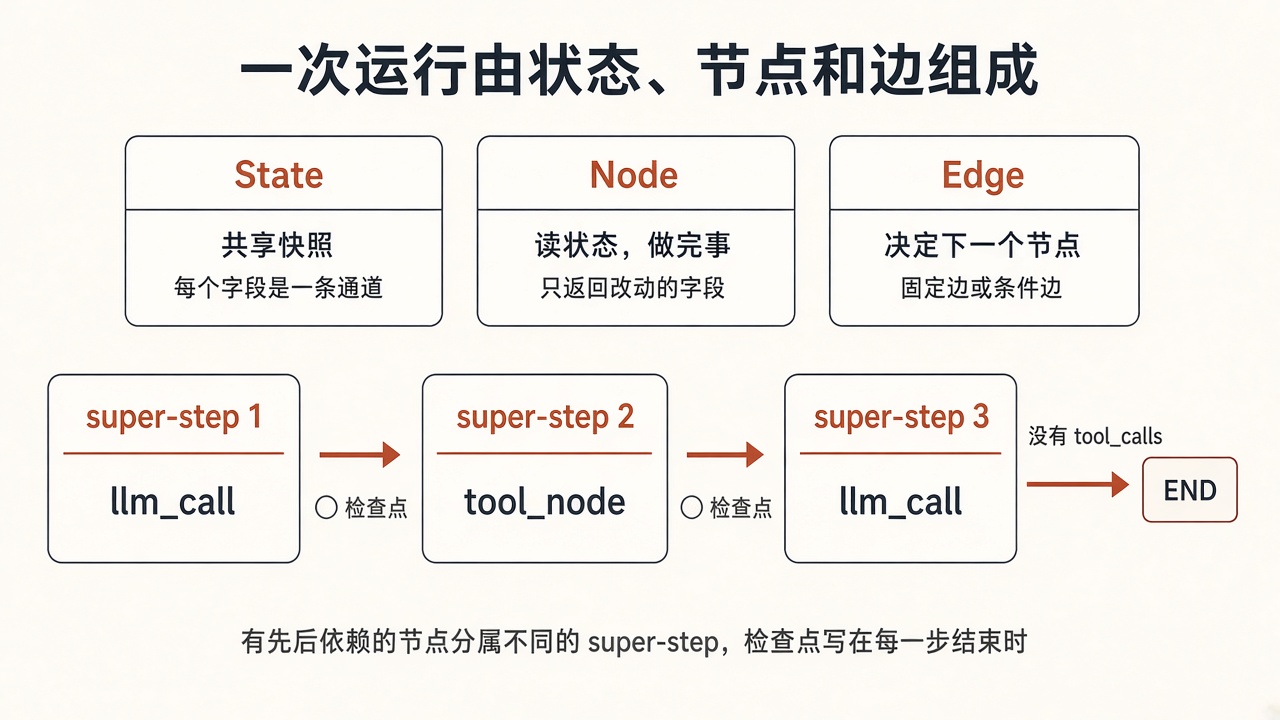 一次运行由状态、节点和边组成
State
共享快照
每个字段是一条通道
Node
读状态，做完事
只返回改动的字段
Edge
决定下一个节点
固定边或条件边
super-step 1
llm_call
检查点
super-step 2
tool_node
检查点
super-step 3
llm_call
没有 tool_calls
END
有先后依赖的节点分属不同的 super-step，检查点写在每一步结束时